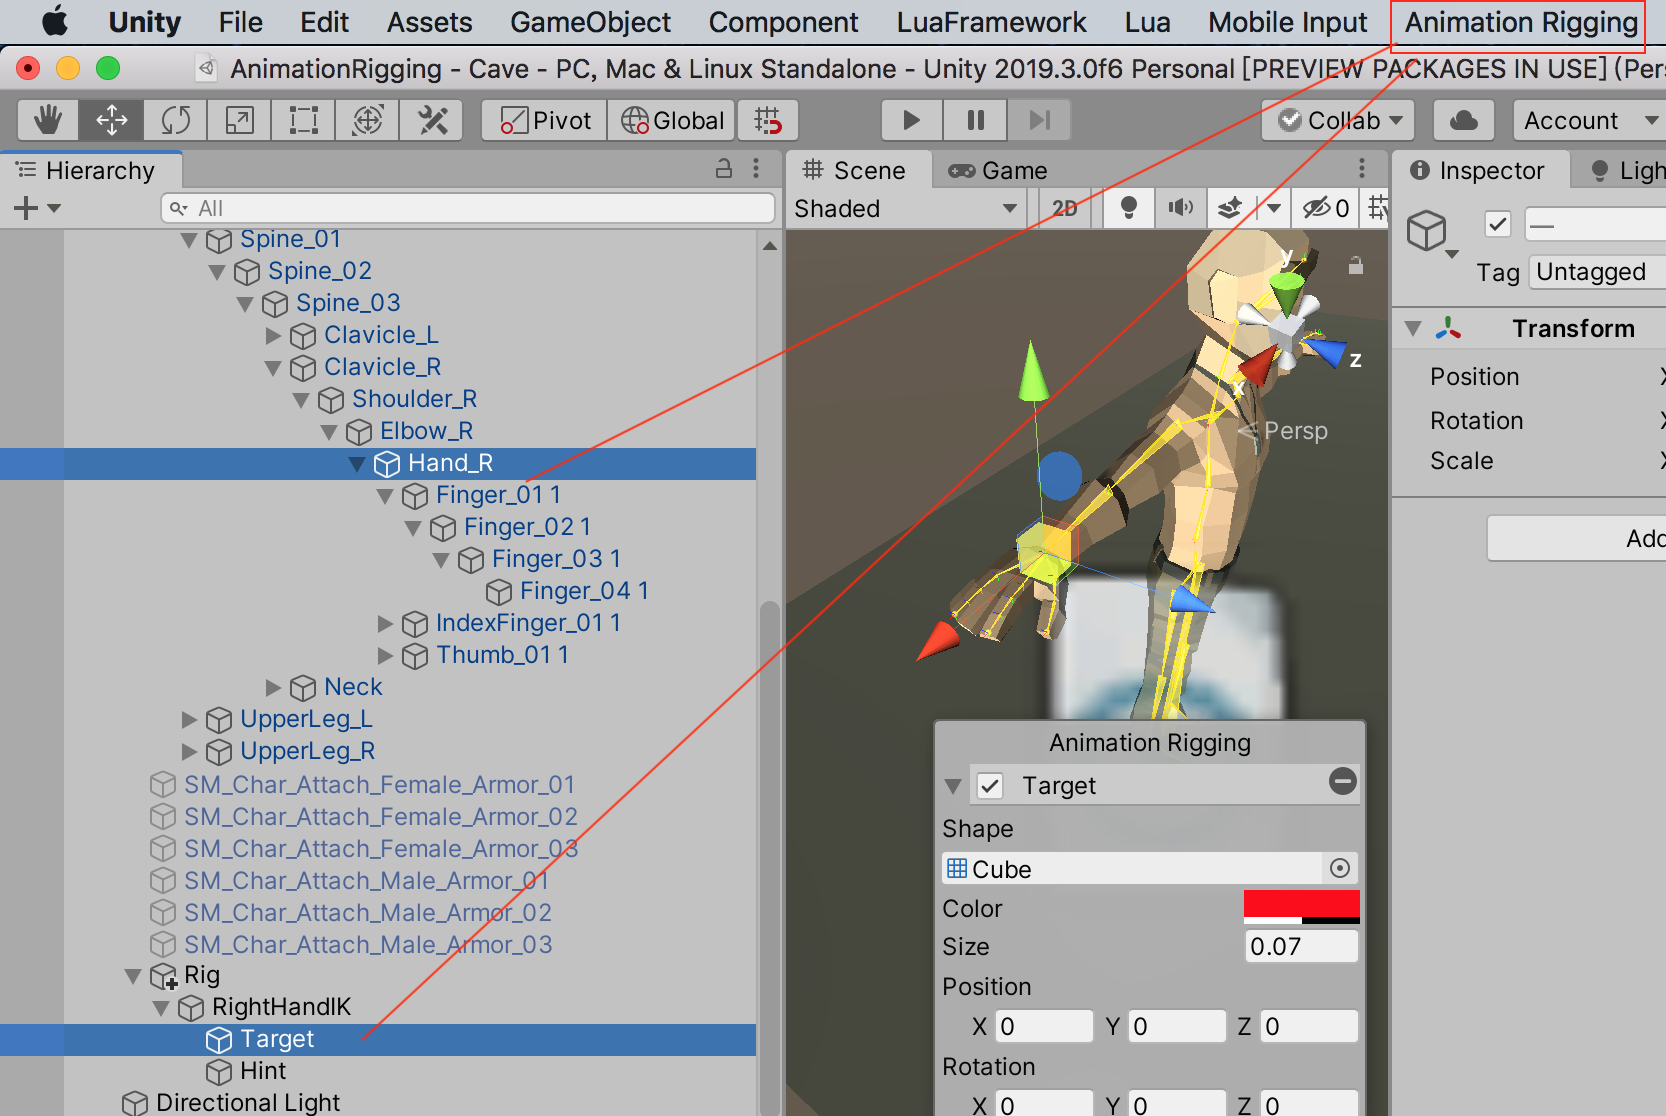 Unity File Edit Assets GameObject Component LuaFramework Lua Mobile Input Animation Rigging
AnimationRigging - Cave - PC, Mac & Linux Standalone - Unity 2019.3.0f6 Personal [PREVIEW PACKAGES IN USE] (Pers
Pivot Global Collab Account
Hierarchy
All
Spine_01
Spine_02
Spine_03
Clavicle_L
Clavicle_R
Shoulder_R
Elbow_R
Hand_R
Finger_01 1
Finger_02 1
Finger_03 1
Finger_04 1
IndexFinger_01 1
Thumb_01 1
Neck
UpperLeg_L
UpperLeg_R
SM_Char_Attach_Female_Armor_01
SM_Char_Attach_Female_Armor_02
SM_Char_Attach_Female_Armor_03
SM_Char_Attach_Male_Armor_01
SM_Char_Attach_Male_Armor_02
SM_Char_Attach_Male_Armor_03
Rig
RightHandIK
Target
Hint
Directional Light
Scene Game
Shaded 2D 0
y
z
x
Persp
Animation Rigging
Target
Shape
Cube
Color
Size 0.07
Position
X 0 Y 0 Z 0
Rotation
X 0 Y 0 Z 0
Inspector Ligh
—
Tag Untagged
Transform
Position X
Rotation X
Scale X
Add